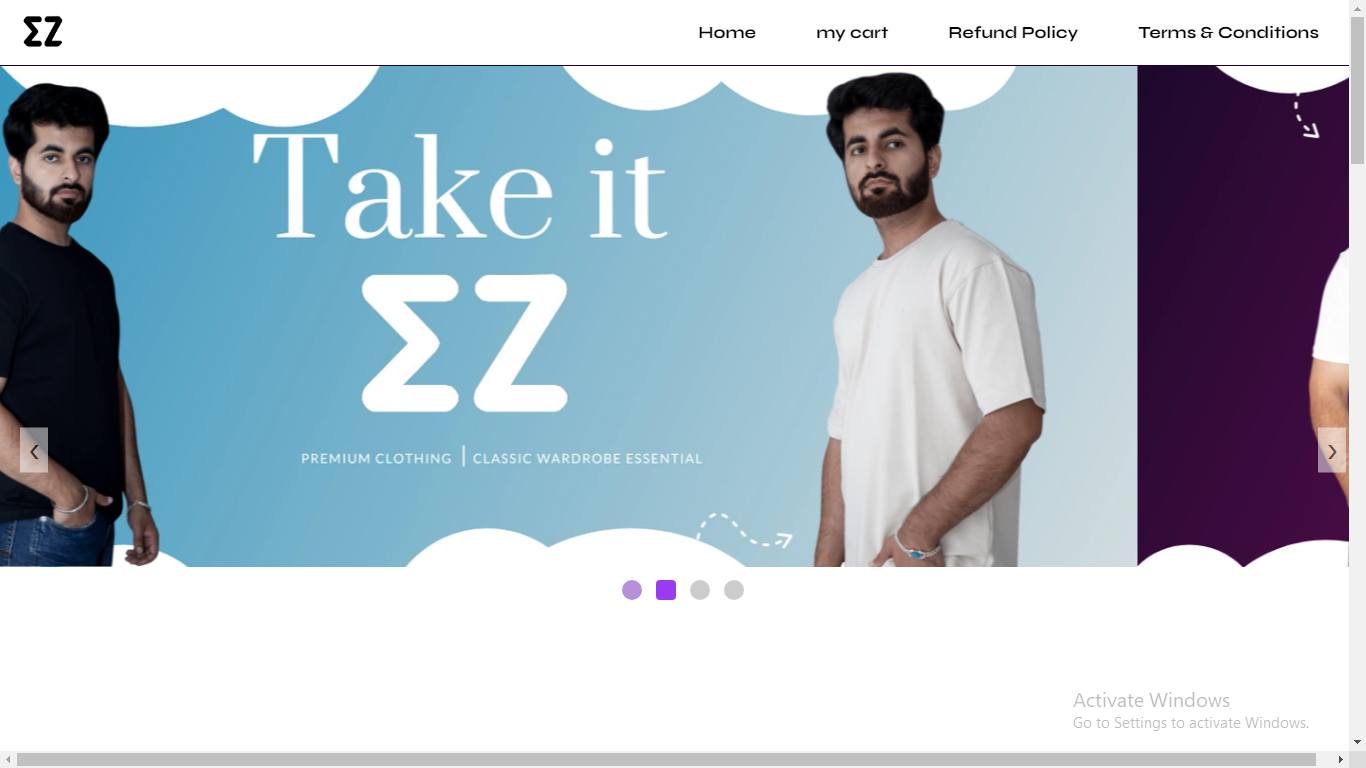 ΣZ
Home my cart Refund Policy Terms & Conditions
Take it
ΣZ
PREMIUM CLOTHING | CLASSIC WARDROBE ESSENTIAL
‹ ›
Activate Windows
Go to Settings to activate Windows.